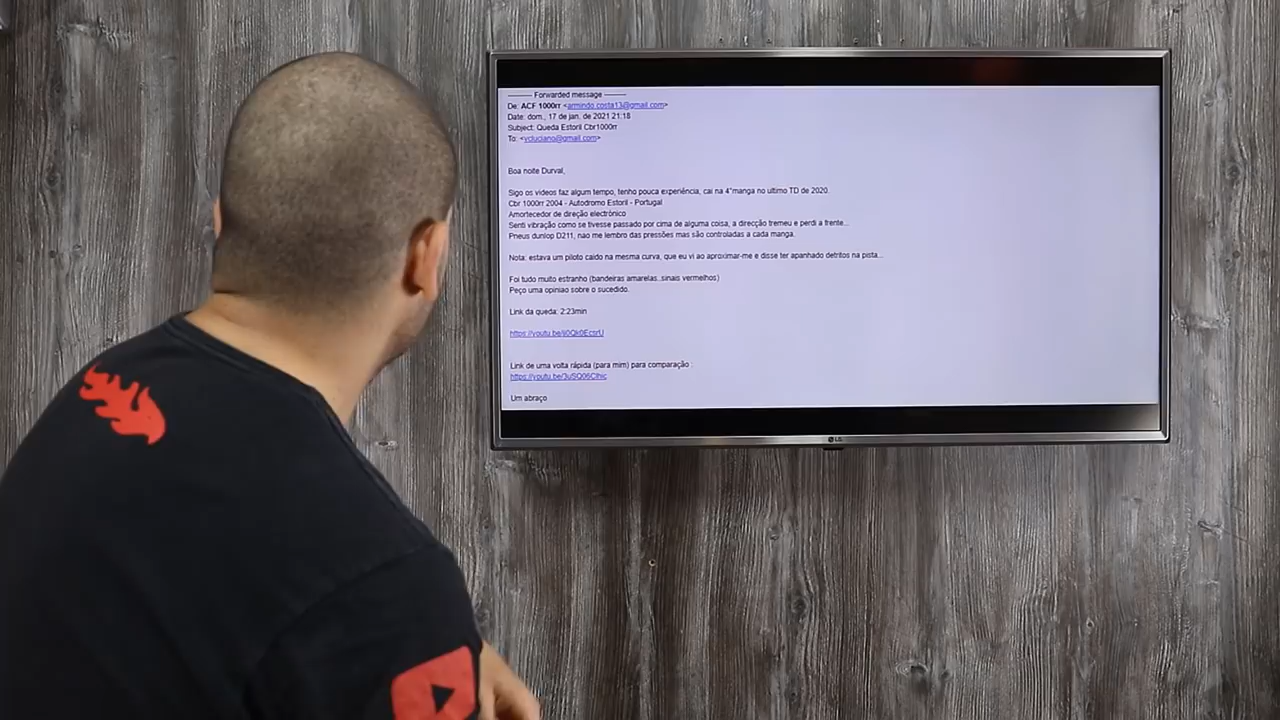 ---------- Forwarded message ----------
De: ACF 1000rr <armindo.costa13@gmail.com>
Date: dom., 17 de jan. de 2021 21:18
Subject: Queda Estoril Cbr1000rr
To: <vcluciano@gmail.com>
Boa noite Durval,
Sigo os videos faz algum tempo, tenho pouca experiência, cai na 4ªmanga no ultimo TD de 2020.
Cbr 1000rr 2004 - Autodromo Estoril - Portugal
Amortecedor de direção electrónico
Senti vibração como se tivesse passado por cima de alguma coisa, a direcção tremeu e perdi a frente...
Pneus dunlop D211, nao me lembro das pressões mas são controladas a cada manga.
Nota: estava um piloto caido na mesma curva, que eu vi ao aproximar-me e disse ter apanhado detritos na pista...
Foi tudo muito estranho (bandeiras amarelas..sinais vermelhos)
Peço uma opiniao sobre o sucedido.
Link da queda: 2:23min
Link de uma volta rápida (para mim) para comparação :
Um abraço
LG